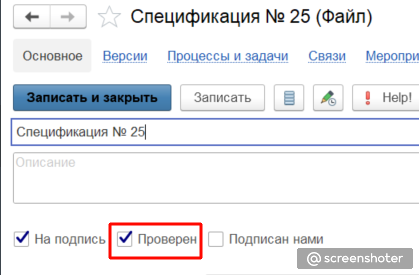 Спецификация № 25 (Файл)
Основное Версии Процессы и задачи Связи Меропри
Записать и закрыть Записать Help!
Спецификация № 25
Описание
На подпись Проверен Подписан нами
@ screenshoter